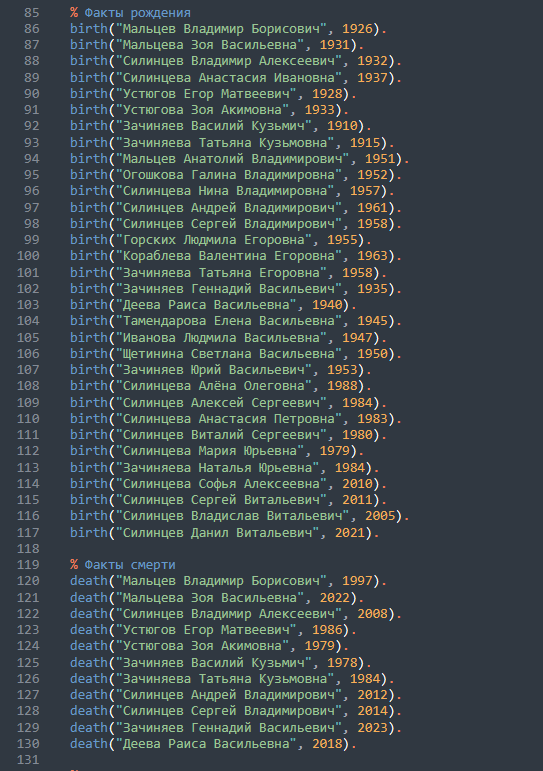 85 % Факты рождения
86 birth("Мальцев Владимир Борисович", 1926).
87 birth("Мальцева Зоя Васильевна", 1931).
88 birth("Силинцев Владимир Алексеевич", 1932).
89 birth("Силинцева Анастасия Ивановна", 1937).
90 birth("Устюгов Егор Матвеевич", 1928).
91 birth("Устюгова Зоя Акимовна", 1933).
92 birth("Зачиняев Василий Кузьмич", 1910).
93 birth("Зачиняева Татьяна Кузьмовна", 1915).
94 birth("Мальцев Анатолий Владимирович", 1951).
95 birth("Огошкова Галина Владимировна", 1952).
96 birth("Силинцева Нина Владимировна", 1957).
97 birth("Силинцев Андрей Владимирович", 1961).
98 birth("Силинцев Сергей Владимирович", 1958).
99 birth("Горских Людмила Егоровна", 1955).
100 birth("Кораблева Валентина Егоровна", 1963).
101 birth("Зачиняева Татьяна Егоровна", 1958).
102 birth("Зачиняев Геннадий Васильевич", 1935).
103 birth("Деева Раиса Васильевна", 1940).
104 birth("Тамендарова Елена Васильевна", 1945).
105 birth("Иванова Людмила Васильевна", 1947).
106 birth("Щетинина Светлана Васильевна", 1950).
107 birth("Зачиняев Юрий Васильевич", 1953).
108 birth("Силинцева Алёна Олеговна", 1988).
109 birth("Силинцев Алексей Сергеевич", 1984).
110 birth("Силинцева Анастасия Петровна", 1983).
111 birth("Силинцев Виталий Сергеевич", 1980).
112 birth("Силинцева Мария Юрьевна", 1979).
113 birth("Зачиняева Наталья Юрьевна", 1984).
114 birth("Силинцева Софья Алексеевна", 2010).
115 birth("Силинцев Сергей Витальевич", 2011).
116 birth("Силинцев Владислав Витальевич", 2005).
117 birth("Силинцев Данил Витальевич", 2021).
118
119 % Факты смерти
120 death("Мальцев Владимир Борисович", 1997).
121 death("Мальцева Зоя Васильевна", 2022).
122 death("Силинцев Владимир Алексеевич", 2008).
123 death("Устюгов Егор Матвеевич", 1986).
124 death("Устюгова Зоя Акимовна", 1979).
125 death("Зачиняев Василий Кузьмич", 1978).
126 death("Зачиняева Татьяна Кузьмовна", 1984).
127 death("Силинцев Андрей Владимирович", 2012).
128 death("Силинцев Сергей Владимирович", 2014).
129 death("Зачиняев Геннадий Васильевич", 2023).
130 death("Деева Раиса Васильевна", 2018).
131